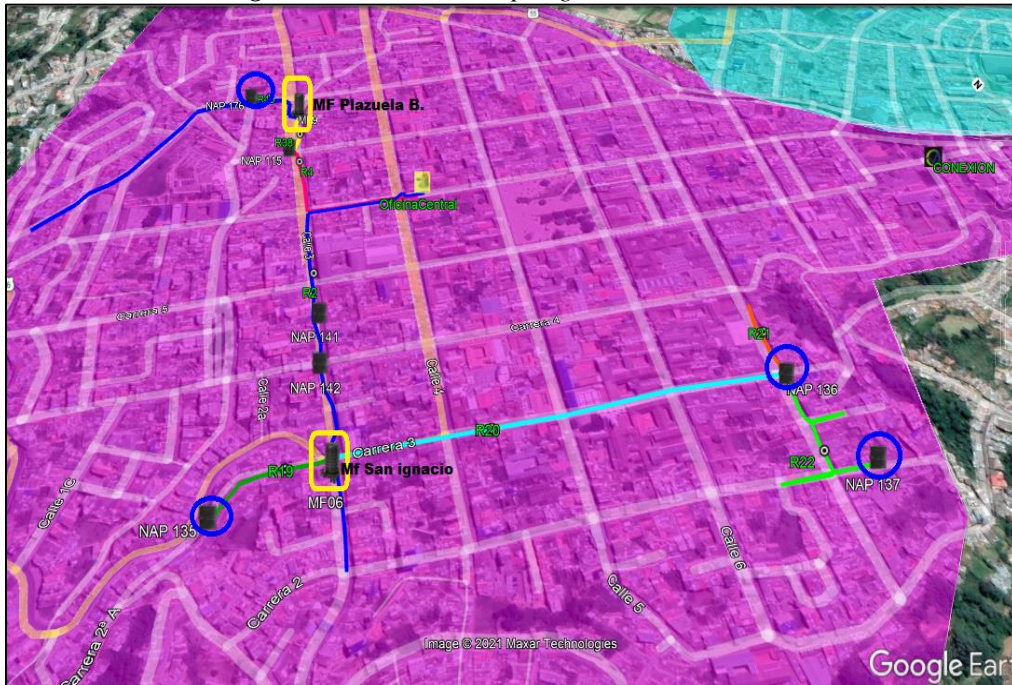 MF Plazuela B.
NAP 176
NAP 115
R38
R4
OficinaCentral
CONEXION
N
Calle 3
R2
NAP 141
Carrera 5
Carrera 4
NAP 142
Calle 2a
Calle 4
R21
NAP 136
Carrera 3
R20
Mf San ignacio
R19
MF06
R22
NAP 137
NAP 135
Calle 1C
Calle 6
Carrera 2
Calle 5
Carrera 2ª A
Image © 2021 Maxar Technologies
Google Ear